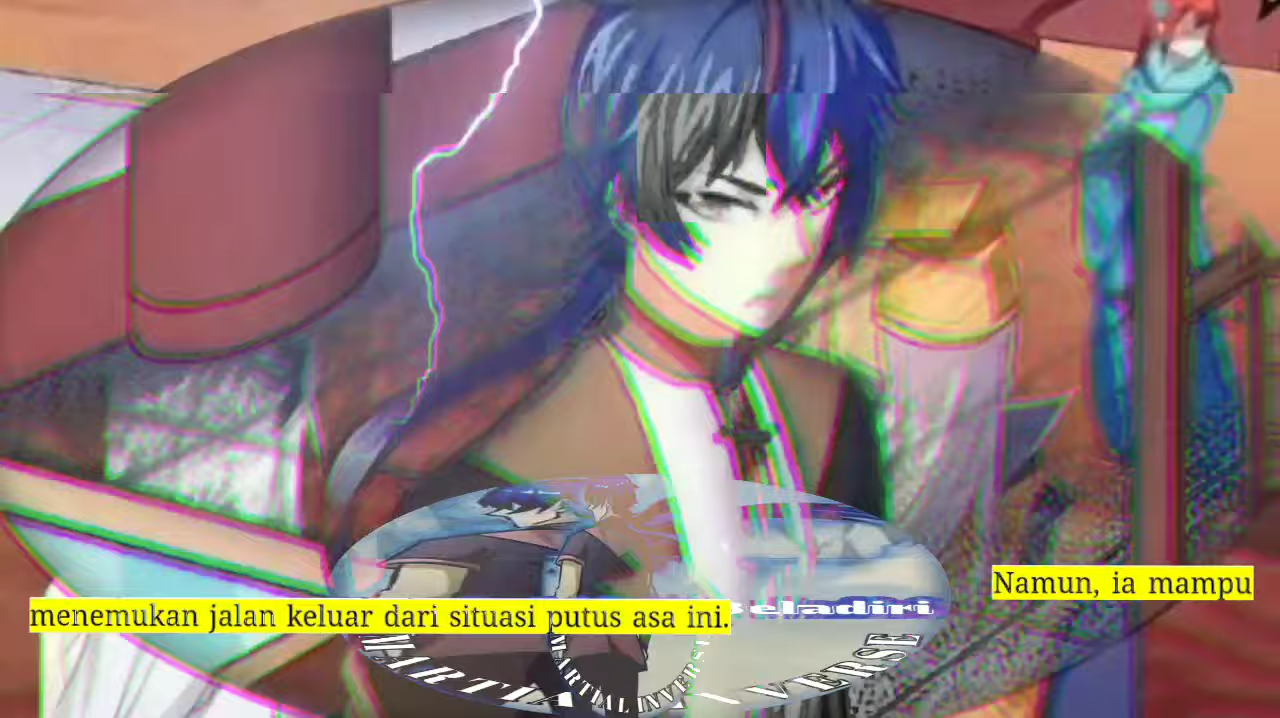 Namun, ia mampu
menemukan jalan keluar dari situasi putus asa ini.
Beladiri
MARTIAL INVERSE
VERSE